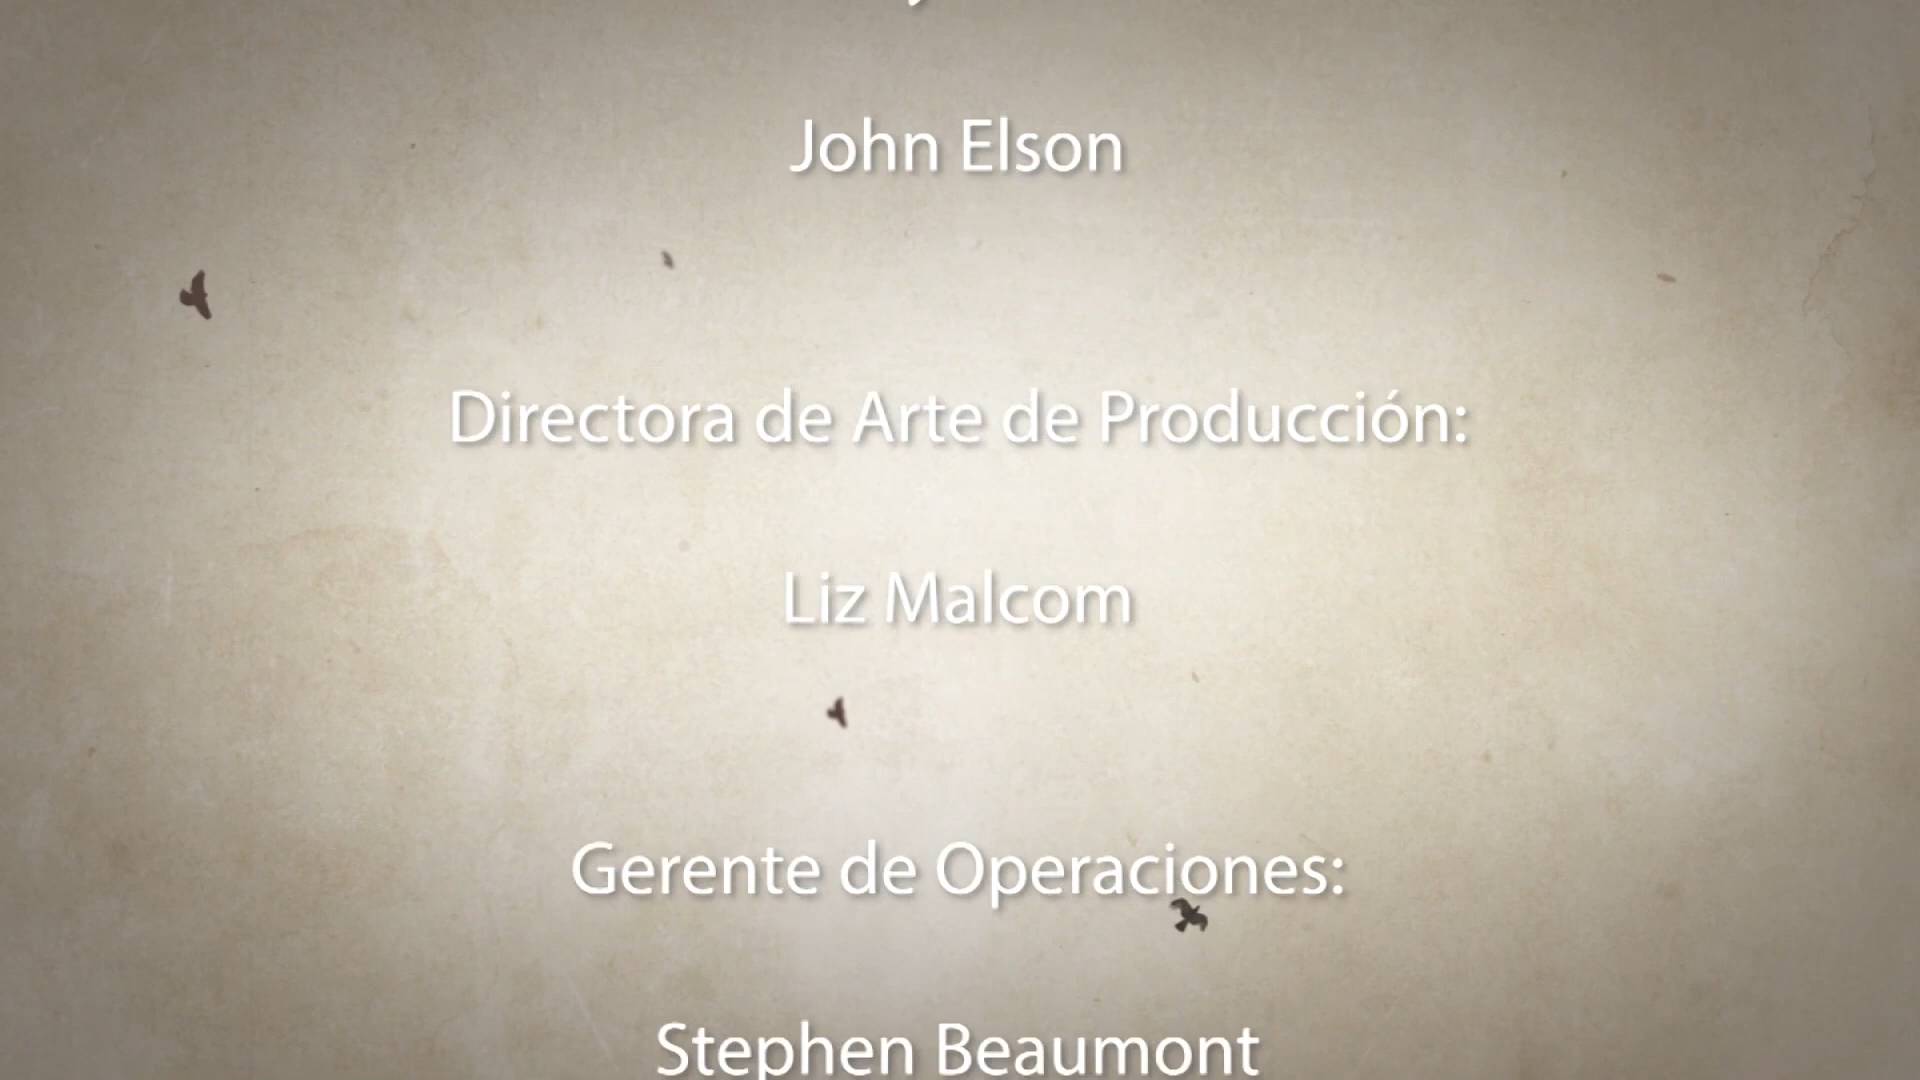 John Elson
Directora de Arte de Producción:
Liz Malcom
Gerente de Operaciones:
Stephen Beaumont